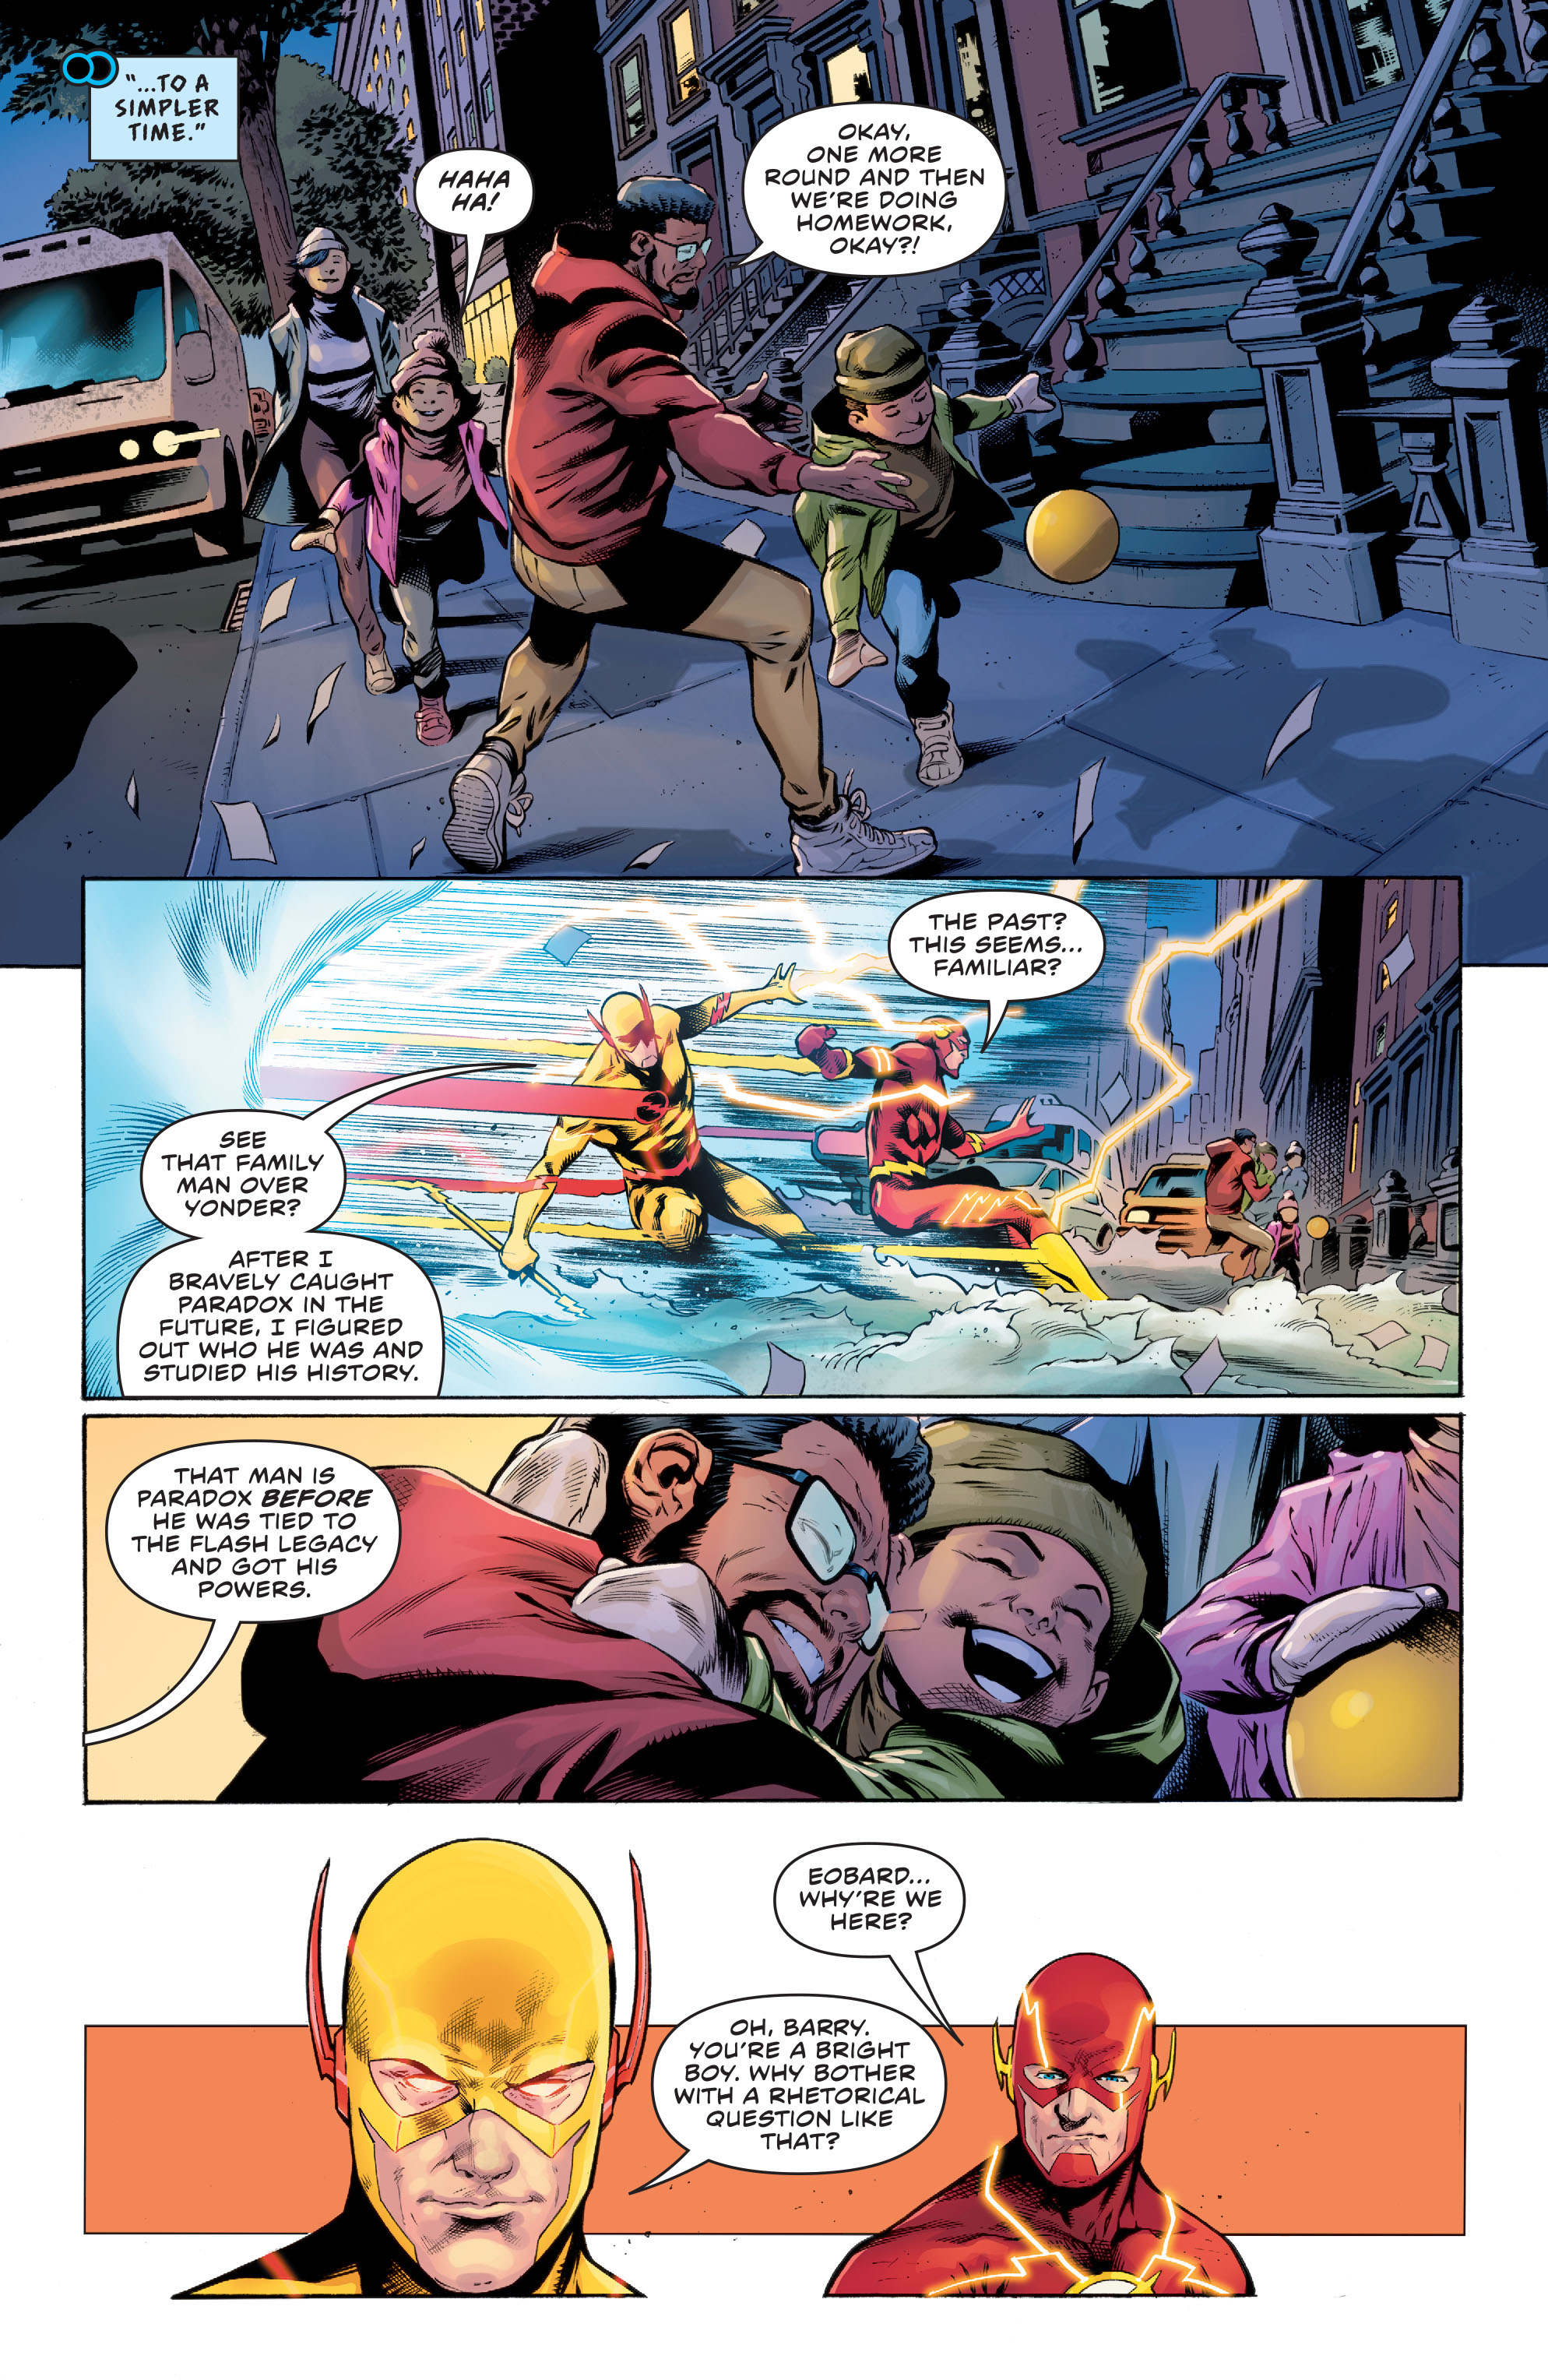 "...TO A
SIMPLER
TIME."
HAHA
HA!
OKAY,
ONE MORE
ROUND AND THEN
WE'RE DOING
HOMEWORK,
OKAY?!
THE PAST?
THIS SEEMS...
FAMILIAR?
SEE
THAT FAMILY
MAN OVER
YONDER?
AFTER I
BRAVELY CAUGHT
PARADOX IN THE
FUTURE, I FIGURED
OUT WHO HE WAS AND
STUDIED HIS HISTORY.
THAT MAN IS
PARADOX BEFORE
HE WAS TIED TO
THE FLASH LEGACY
AND GOT HIS
POWERS.
EOBARD...
WHY'RE WE
HERE?
OH, BARRY.
YOU'RE A BRIGHT
BOY. WHY BOTHER
WITH A RHETORICAL
QUESTION LIKE
THAT?